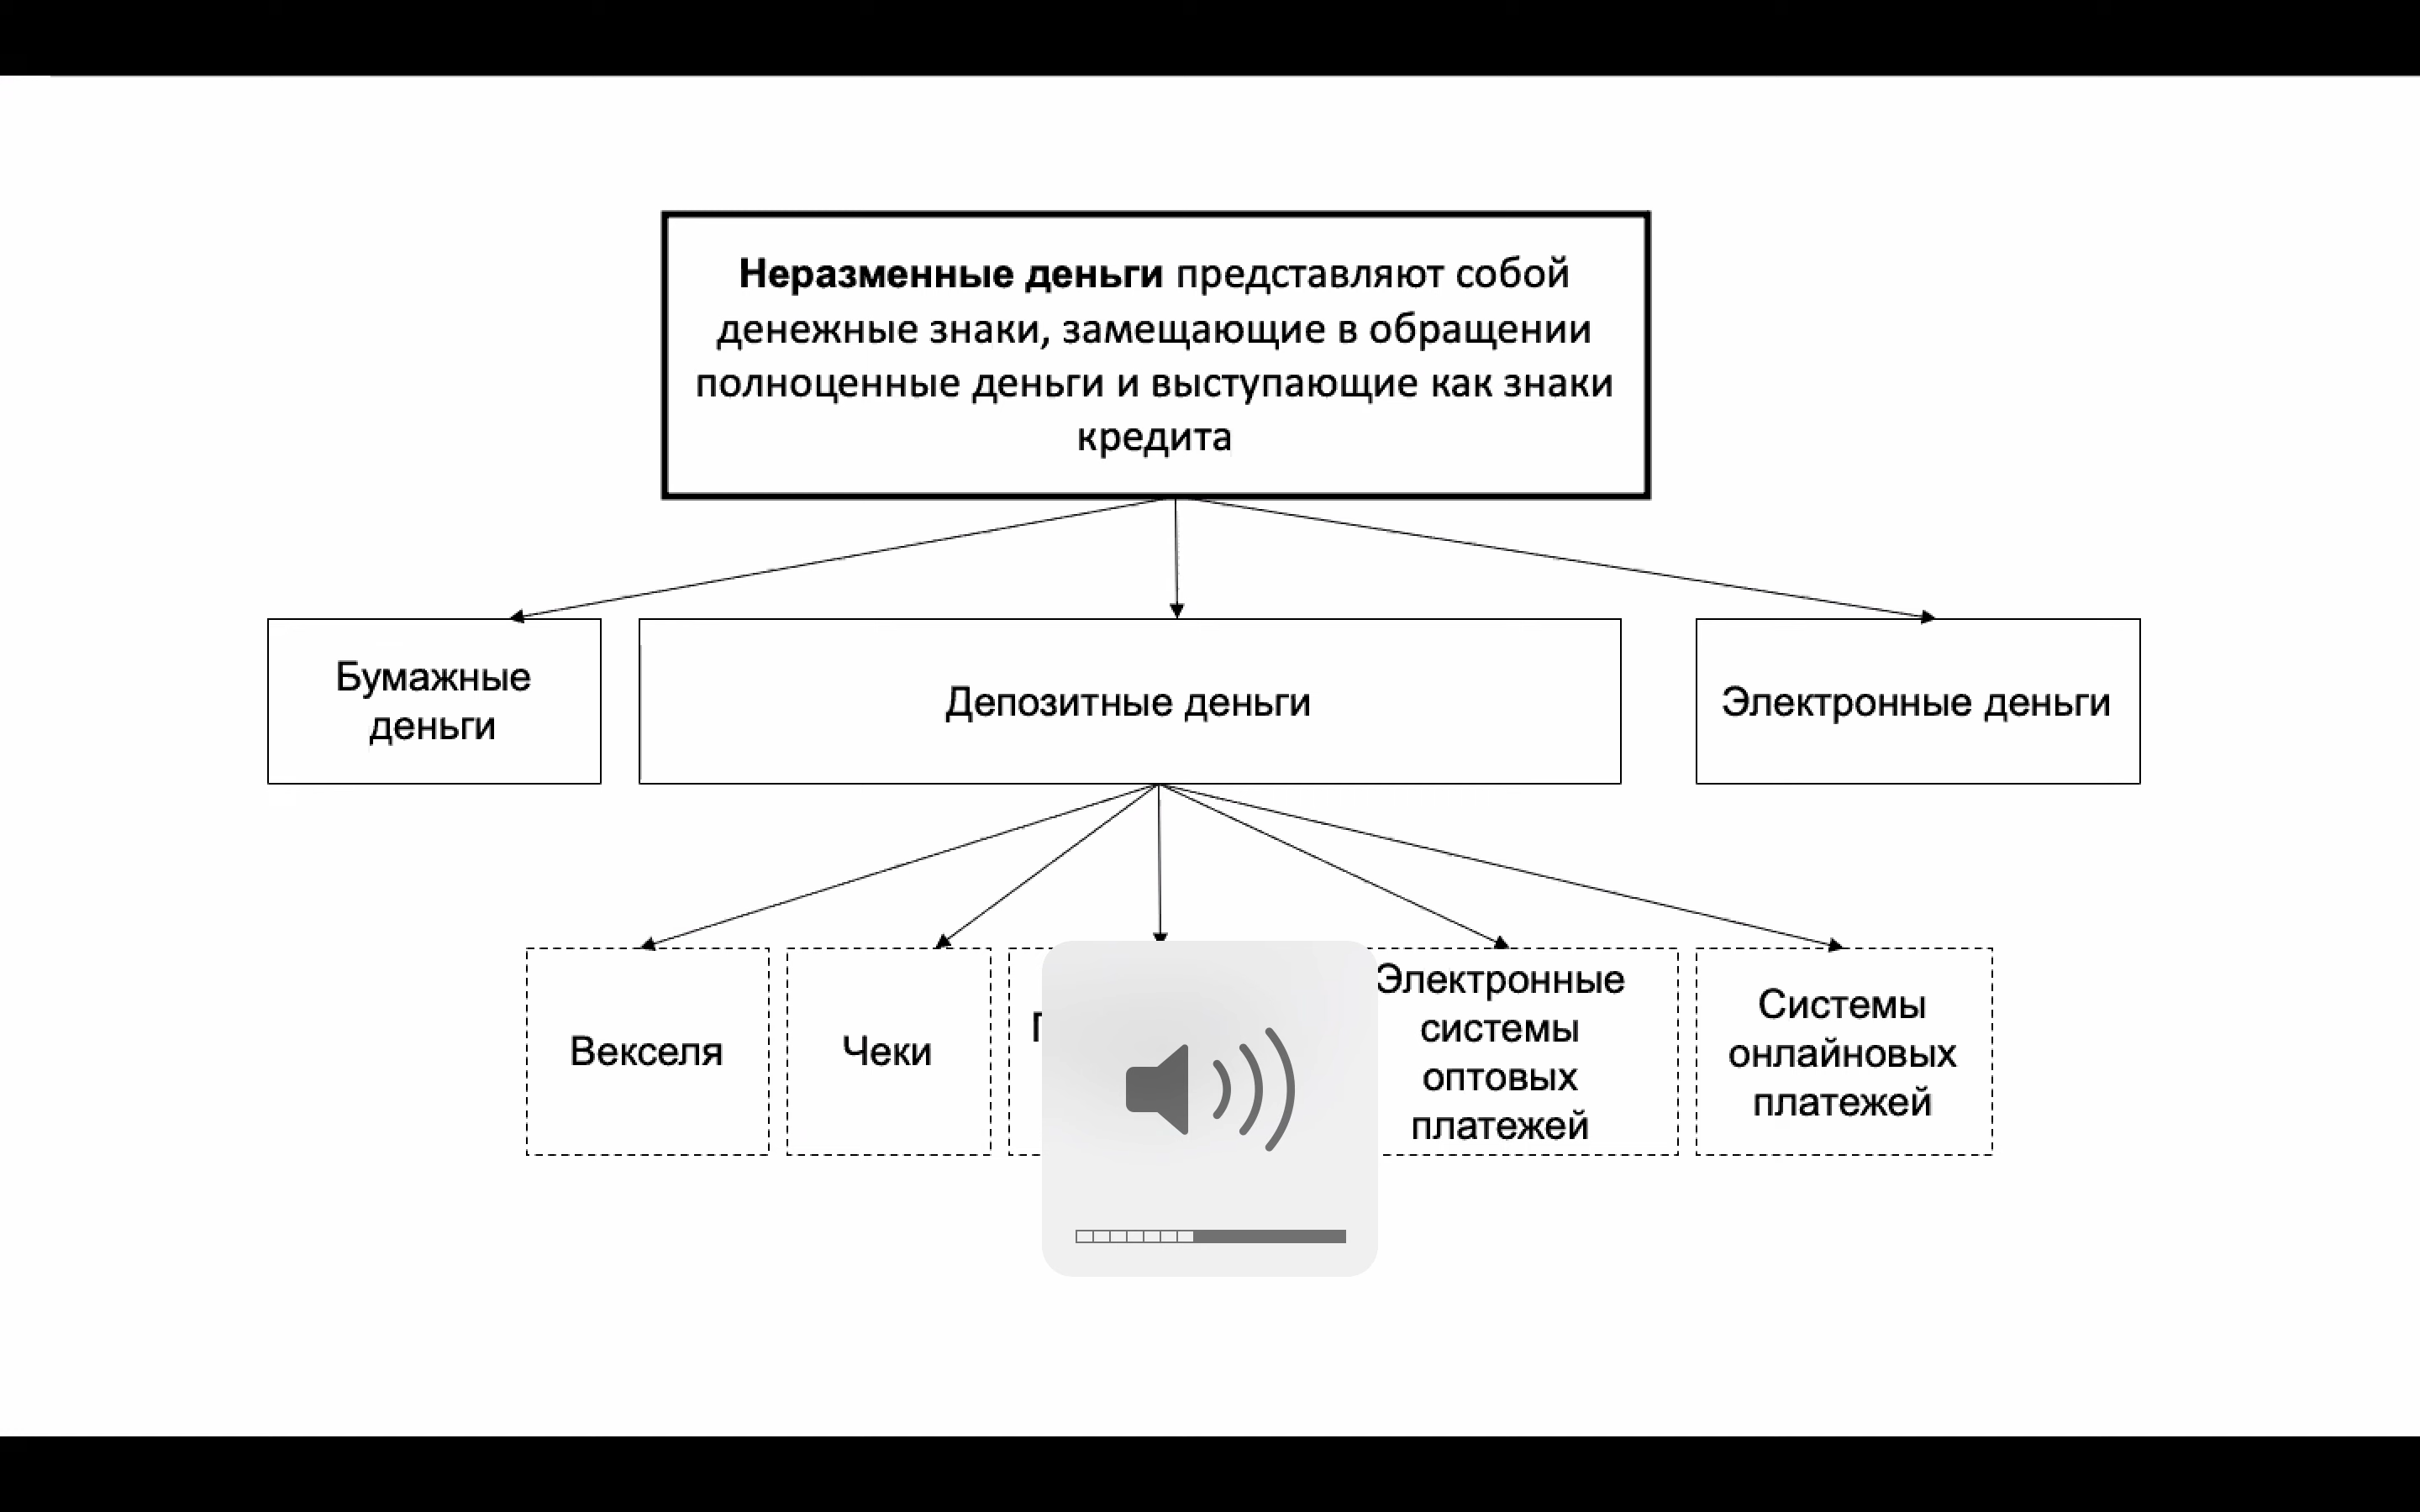 Неразменные деньги представляют собой
денежные знаки, замещающие в обращении
полноценные деньги и выступающие как знаки
кредита
Бумажные
деньги
Депозитные деньги
Электронные деньги
Векселя
Чеки
Электронные
системы
оптовых
платежей
Системы
онлайновых
платежей